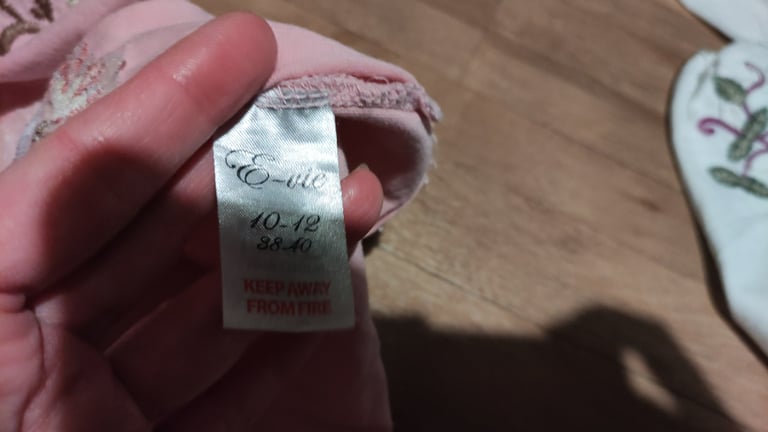 E-vie
10-12
38-40
KEEP AWAY
FROM FIRE